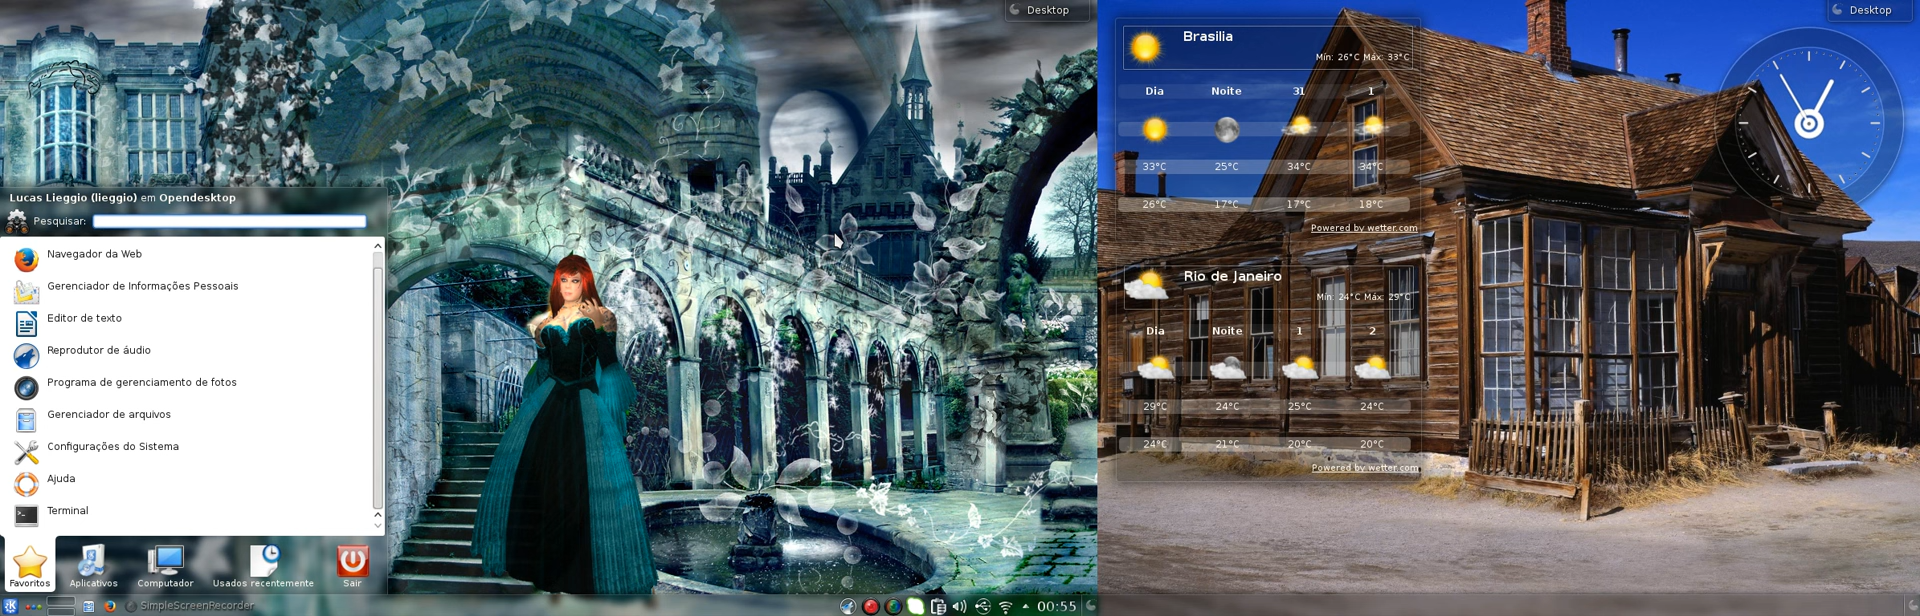 Desktop
Lucas Lieggio (lieggio) em Opendesktop
Pesquisar:
Navegador da Web
Gerenciador de Informações Pessoais
Editor de texto
Reprodutor de áudio
Programa de gerenciamento de fotos
Gerenciador de arquivos
Configurações do Sistema
Ajuda
Terminal
Favoritos Aplicativos Computador Usados recentemente Sair
SimpleScreenRecorder
00:55
Desktop
Brasilia
Mín: 26°C Máx: 33°C
Dia Noite 31 1
33°C 25°C 34°C 34°C
26°C 17°C 17°C 18°C
Powered by wetter.com
Rio de Janeiro
Mín: 24°C Máx: 29°C
Dia Noite 1 2
29°C 24°C 25°C 24°C
24°C 21°C 20°C 20°C
Powered by wetter.com